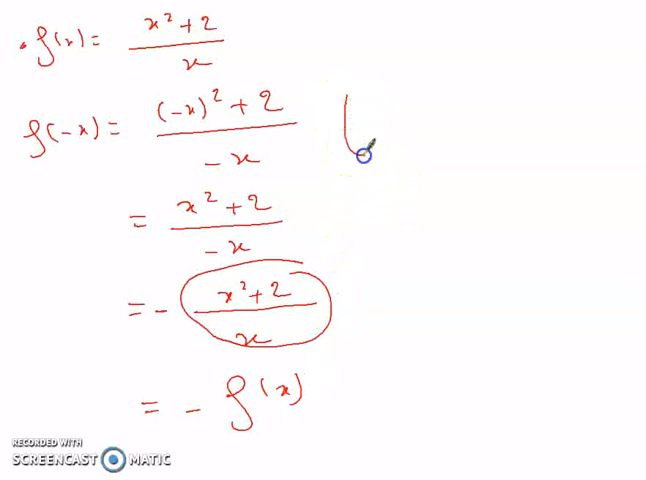 . f(x) = (x² + 2) / x
f(-x) = ((-x)² + 2) / -x
= (x² + 2) / -x
= - (x² + 2) / x
= - f(x)
RECORDED WITH
SCREENCAST MATIC